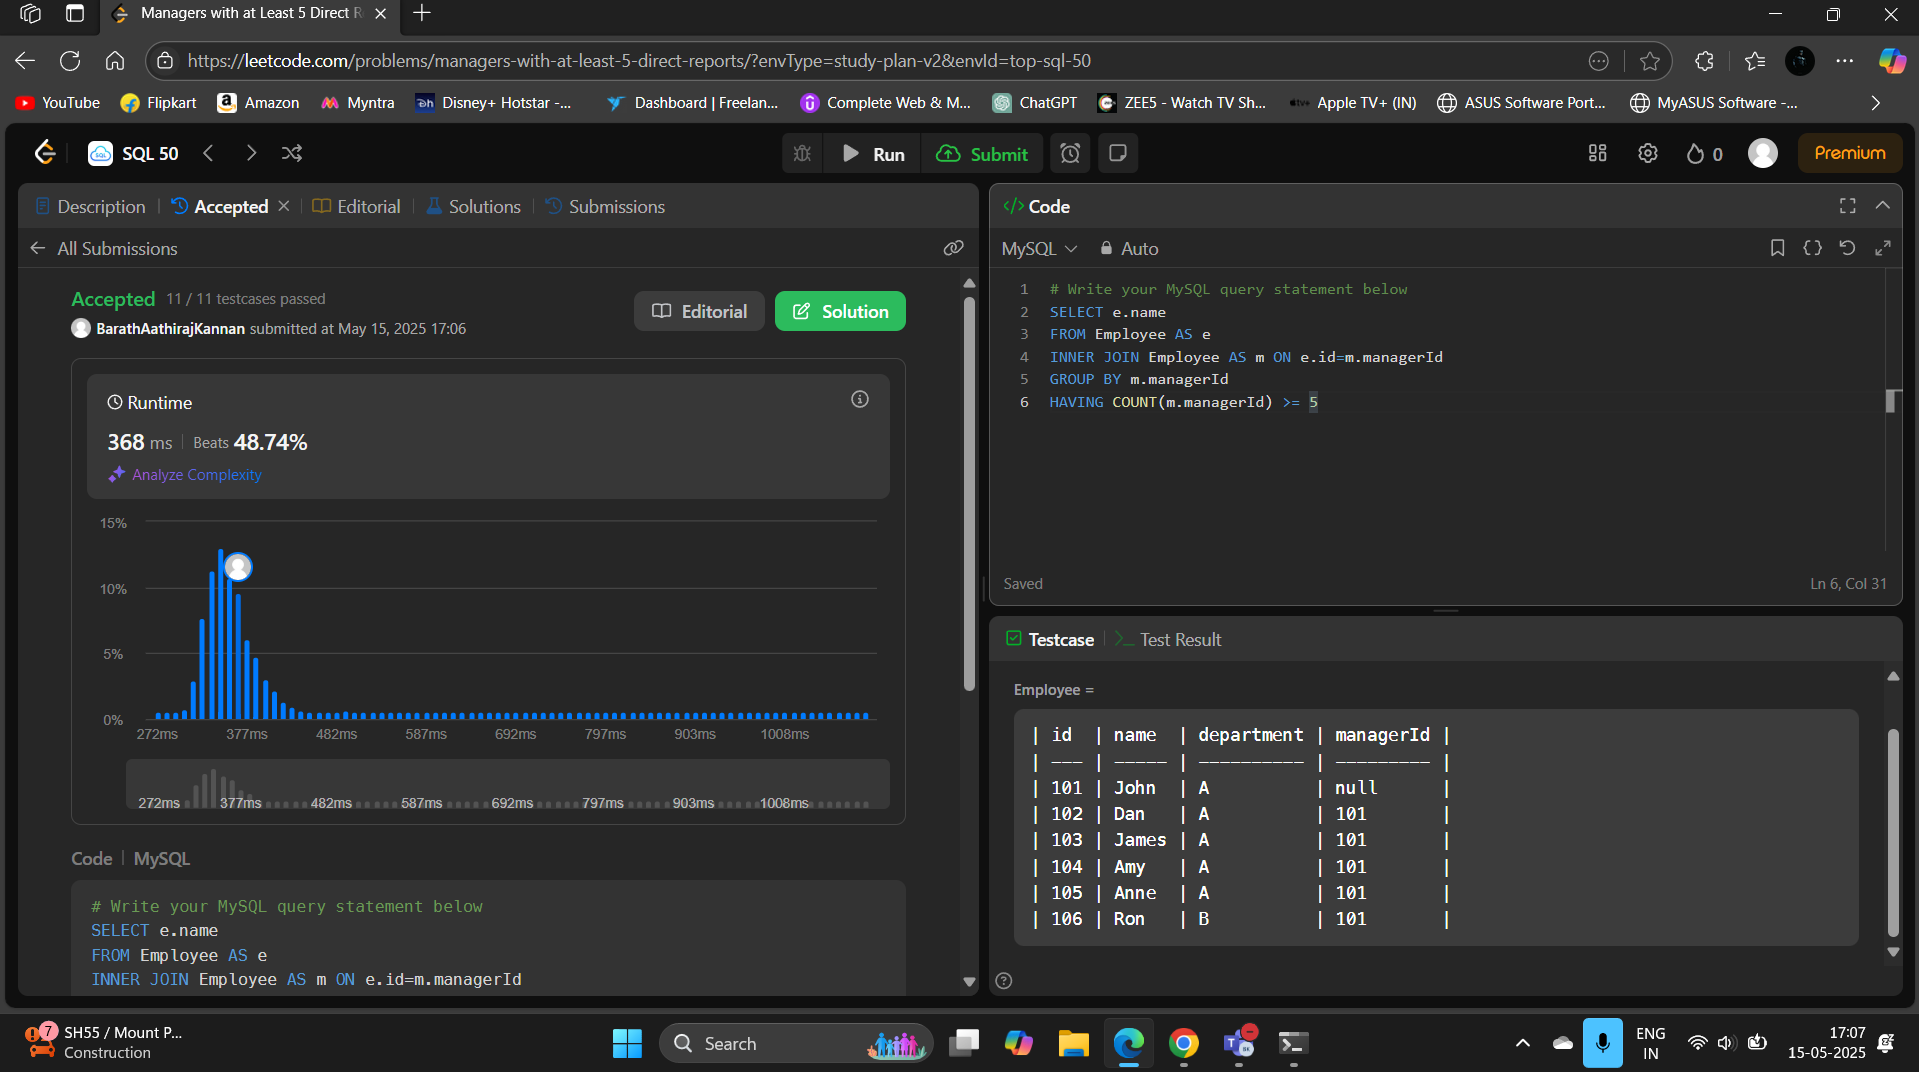 Managers with at Least 5 Direct R
https://leetcode.com/problems/managers-with-at-least-5-direct-reports/?envType=study-plan-v2&envId=top-sql-50
YouTube Flipkart Amazon Myntra Disney+ Hotstar -... Dashboard | Freelan... Complete Web & M... ChatGPT ZEE5 - Watch TV Sh... Apple TV+ (IN) ASUS Software Port... MyASUS Software -...
SQL 50 Run Submit 0 Premium
Description Accepted Editorial Solutions Submissions
All Submissions
Accepted 11 / 11 testcases passed
BarathAathirajKannan submitted at May 15, 2025 17:06
Editorial Solution
Runtime
368 ms Beats 48.74%
Analyze Complexity
15%
10%
5%
0%
272ms 377ms 482ms 587ms 692ms 797ms 903ms 1008ms
272ms 377ms 482ms 587ms 692ms 797ms 903ms 1008ms
Code MySQL
# Write your MySQL query statement below
SELECT e.name
FROM Employee AS e
INNER JOIN Employee AS m ON e.id=m.managerId
</> Code
MySQL Auto
1 # Write your MySQL query statement below
2 SELECT e.name
3 FROM Employee AS e
4 INNER JOIN Employee AS m ON e.id=m.managerId
5 GROUP BY m.managerId
6 HAVING COUNT(m.managerId) >= 5
Saved Ln 6, Col 31
Testcase >_ Test Result
Employee =
| id | name | department | managerId |
| --- | ----- | ---------- | --------- |
| 101 | John | A | null |
| 102 | Dan | A | 101 |
| 103 | James | A | 101 |
| 104 | Amy | A | 101 |
| 105 | Anne | A | 101 |
| 106 | Ron | B | 101 |
7 SH55 / Mount P...
Construction
Search
ENG
IN
17:07
15-05-2025